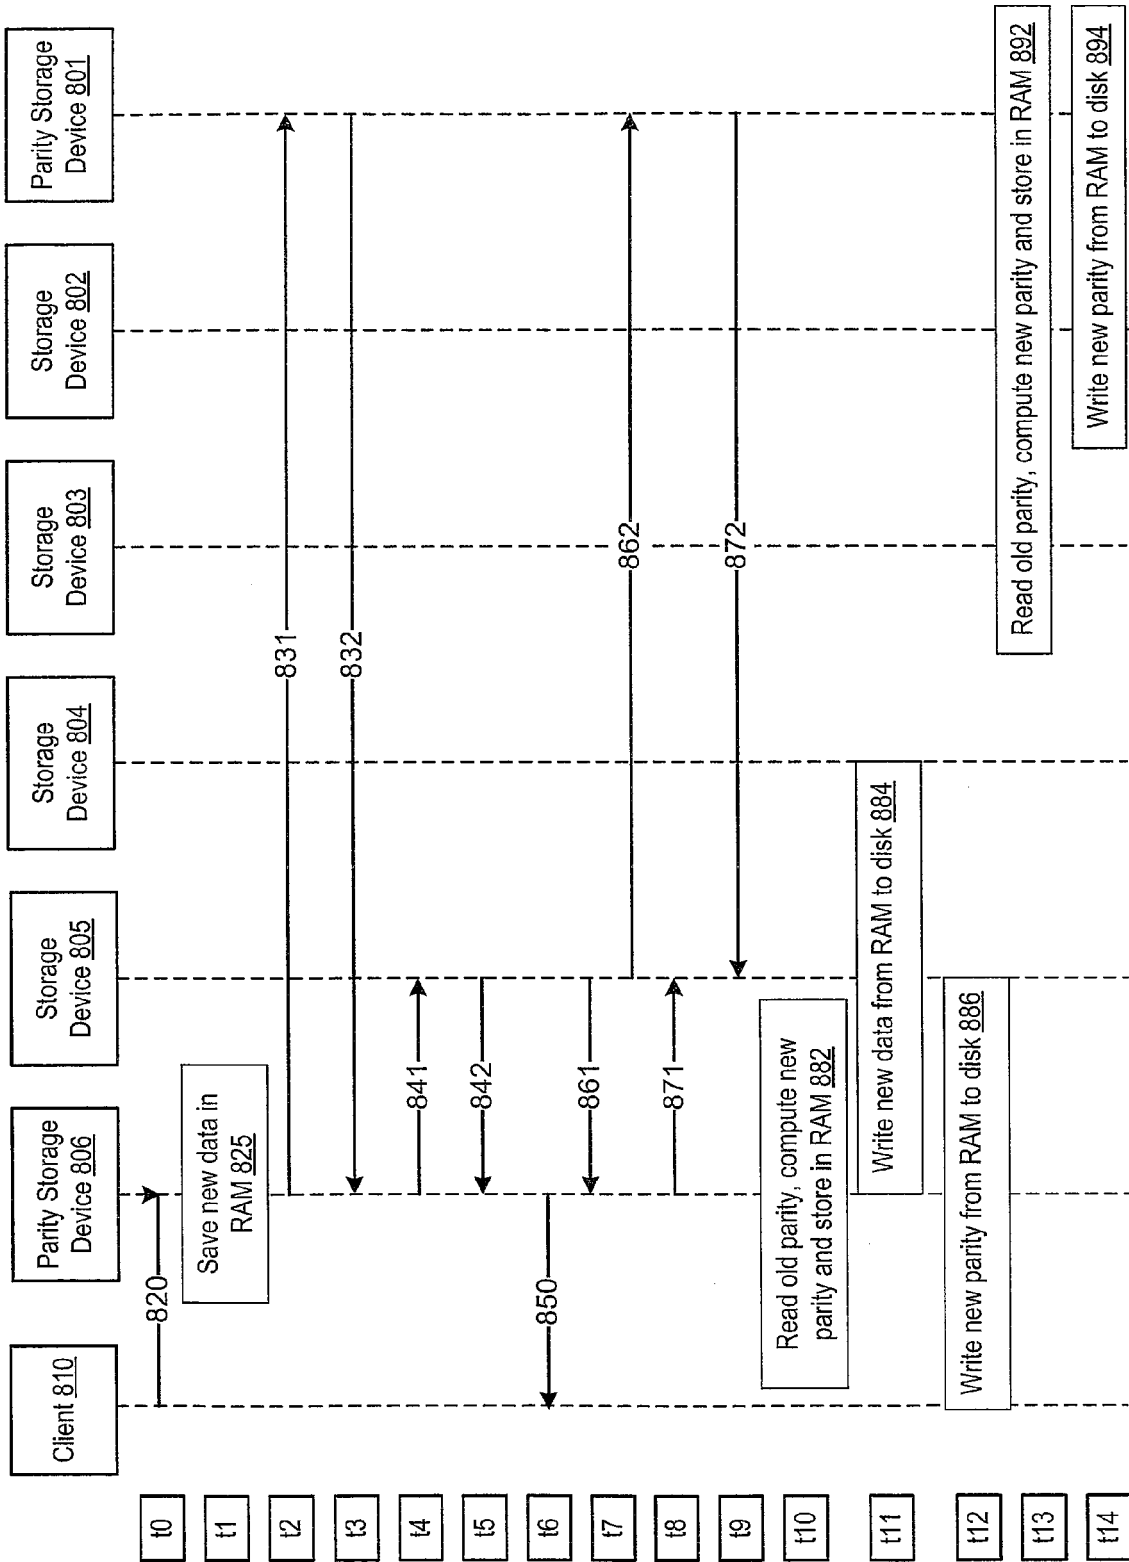 Client 810
Parity Storage
Device 806
Storage
Device 805
Storage
Device 804
Storage
Device 803
Storage
Device 802
Parity Storage
Device 801
t0
820
t1
Save new data in
RAM 825
t2
831
t3
832
t4
841
t5
842
t6
850
t7
861
862
t8
871
t9
872
t10
Read old parity, compute new
parity and store in RAM 882
t11
Write new data from RAM to disk 884
t12
Write new parity from RAM to disk 886
t13
Read old parity, compute new parity and store in RAM 892
t14
Write new parity from RAM to disk 894